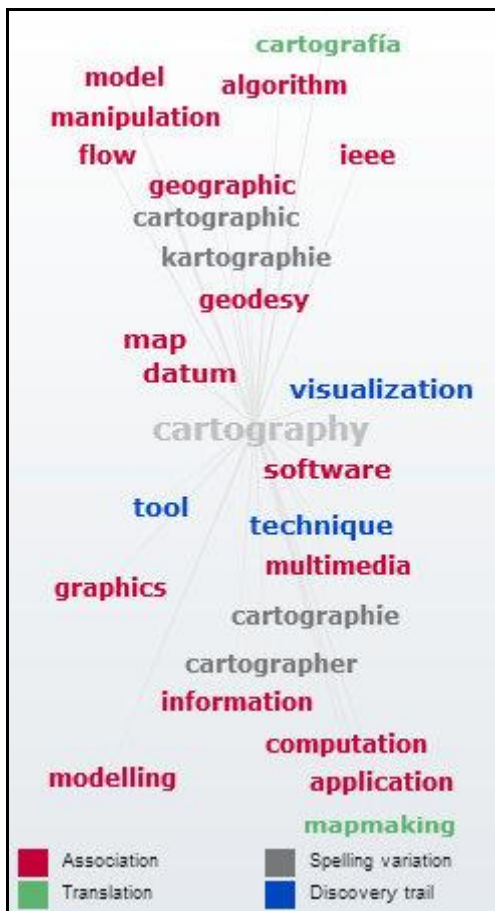 cartografía
model
algorithm
manipulation
flow
ieee
geographic
cartographic
kartographie
geodesy
map
datum
visualization
cartography
software
tool
technique
multimedia
graphics
cartographie
cartographer
information
computation
modelling
application
mapmaking
Association
Spelling variation
Translation
Discovery trail